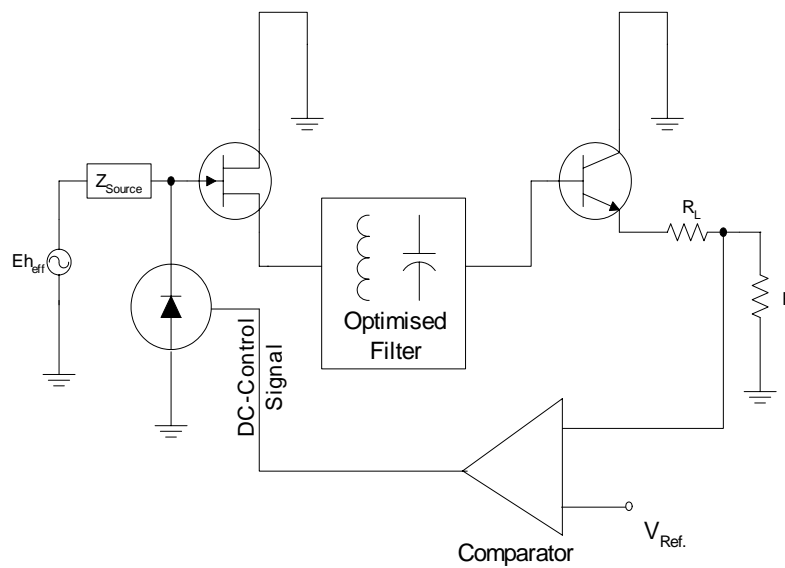 Z_Source
R_L
Eh_eff
Optimised
Filter
DC-Control
Signal
V_Ref.
Comparator